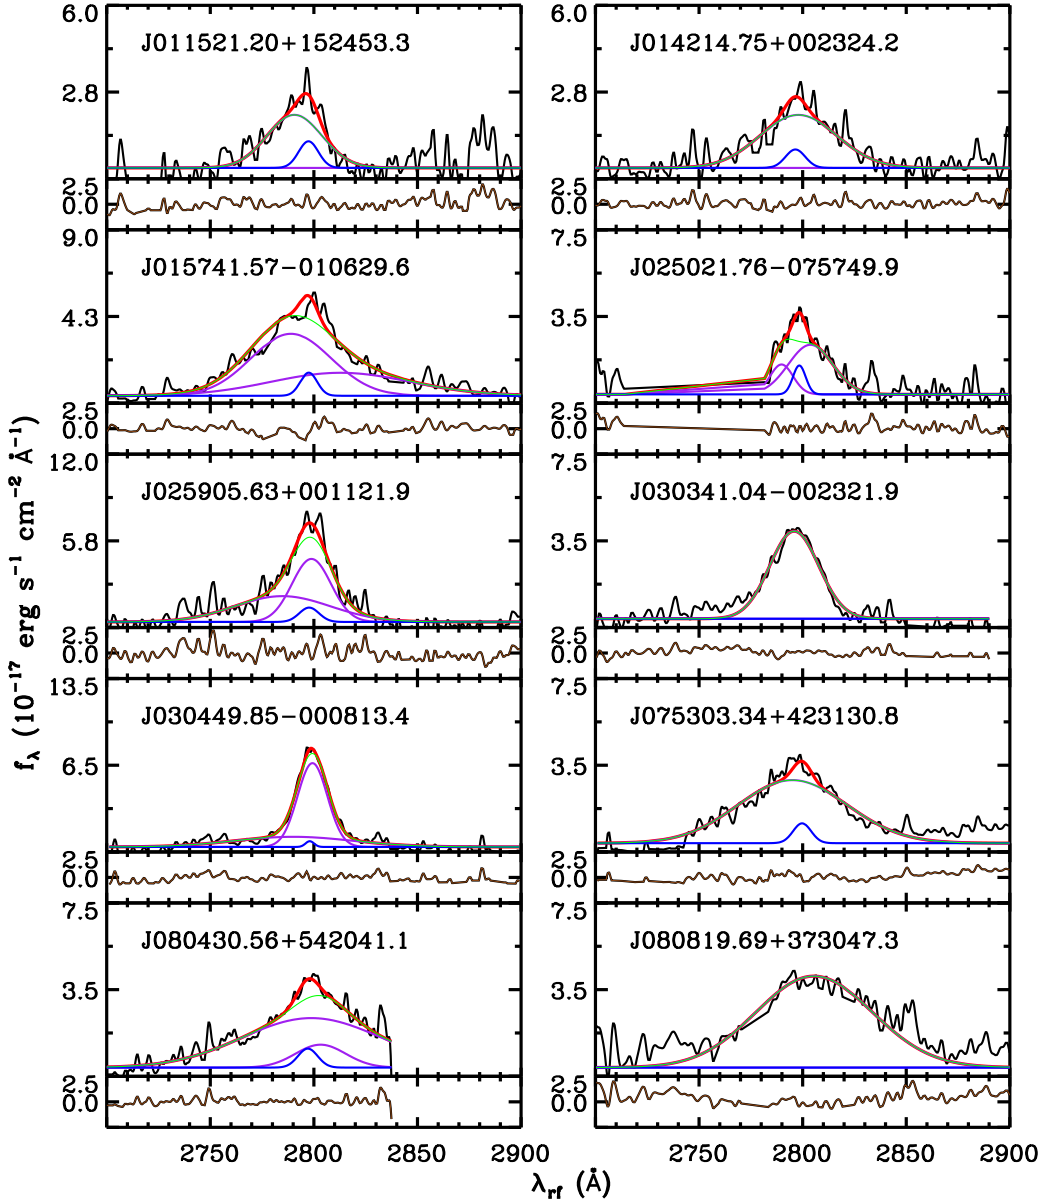 6.0
J011521.20+152453.3
2.8
2.5
0.0
6.0
J014214.75+002324.2
2.8
2.5
0.0
9.0
J015741.57−010629.6
4.3
2.5
0.0
7.5
J025021.76−075749.9
3.5
2.5
0.0
12.0
J025905.63+001121.9
5.8
2.5
0.0
7.5
J030341.04−002321.9
3.5
2.5
0.0
13.5
J030449.85−000813.4
6.5
2.5
0.0
7.5
J075303.34+423130.8
3.5
2.5
0.0
7.5
J080430.56+542041.1
3.5
2.5
0.0
7.5
J080819.69+373047.3
3.5
2.5
0.0
2750 2800 2850 2900
2750 2800 2850 2900
fλ (10−17 erg s−1 cm−2 Å−1)
λrf (Å)